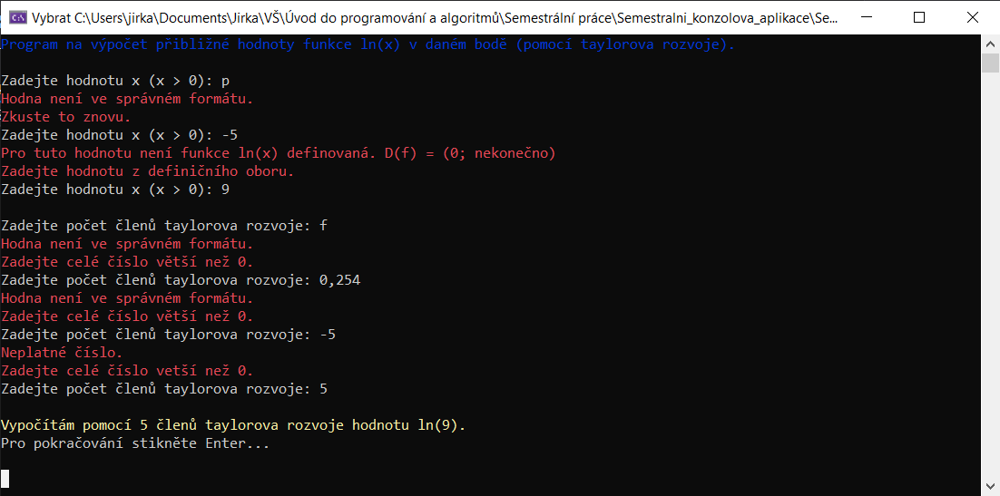 Vybrat C:\Users\jirka\Documents\Jirka\VŠ\Úvod do programování a algoritmů\Semestrální práce\Semestralni_konzolova_aplikace\Se...
Program na výpočet přibližné hodnoty funkce ln(x) v daném bodě (pomocí taylorova rozvoje).
Zadejte hodnotu x (x > 0): p
Hodna není ve správném formátu.
Zkuste to znovu.
Zadejte hodnotu x (x > 0): -5
Pro tuto hodnotu není funkce ln(x) definovaná. D(f) = (0; nekonečno)
Zadejte hodnotu z definičního oboru.
Zadejte hodnotu x (x > 0): 9
Zadejte počet členů taylorova rozvoje: f
Hodna není ve správném formátu.
Zadejte celé číslo větší než 0.
Zadejte počet členů taylorova rozvoje: 0,254
Hodna není ve správném formátu.
Zadejte celé číslo větší než 0.
Zadejte počet členů taylorova rozvoje: -5
Neplatné číslo.
Zadejte celé číslo vetší než 0.
Zadejte počet členů taylorova rozvoje: 5
Vypočítám pomocí 5 členů taylorova rozvoje hodnotu ln(9).
Pro pokračování stikněte Enter...